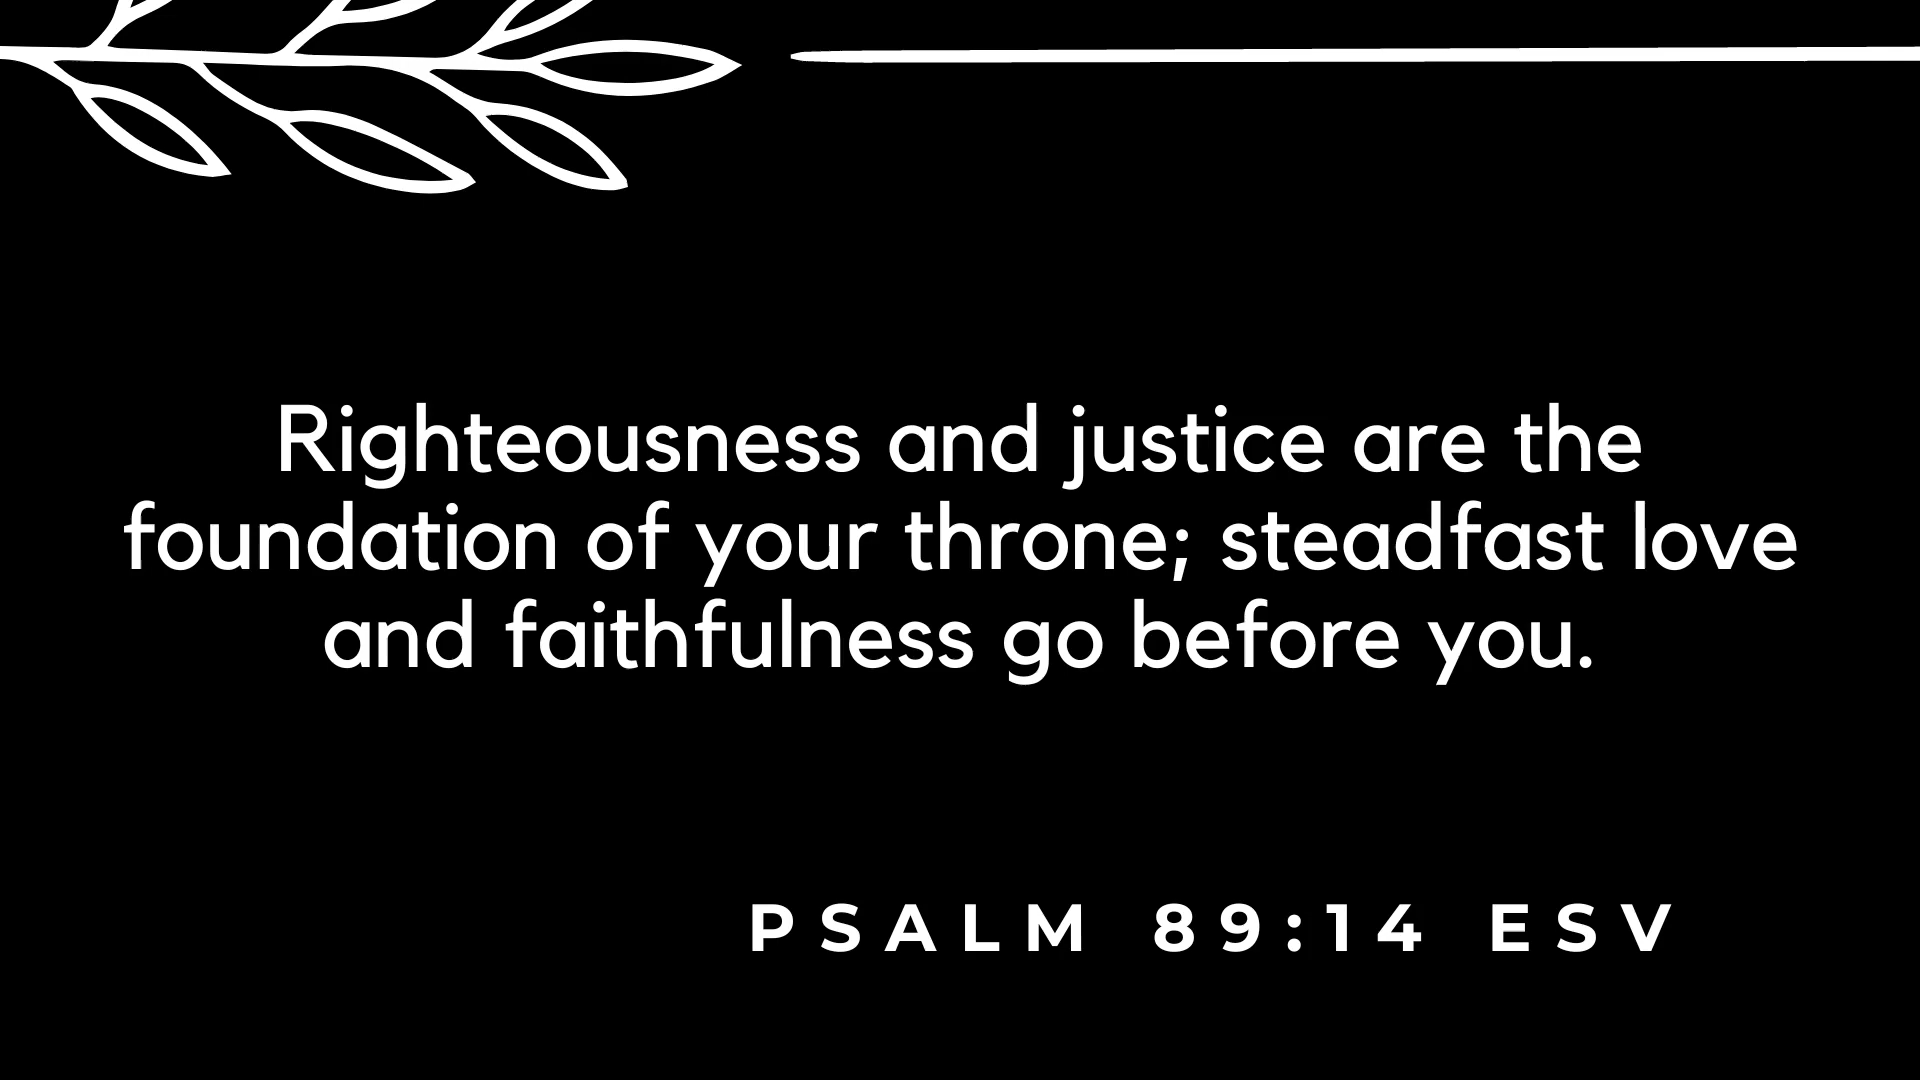 Righteousness and justice are the
foundation of your throne; steadfast love
and faithfulness go before you.
PSALM 89:14 ESV